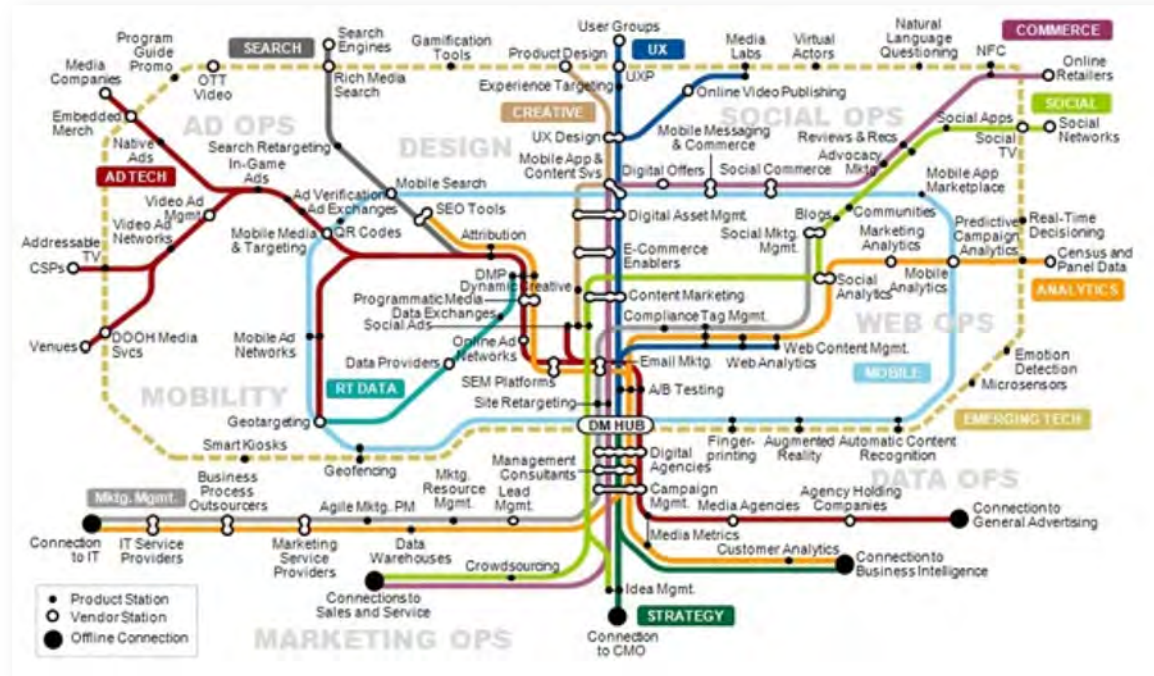 User Groups
Search
Engines
SEARCH
UX
COMMERCE
Program
Guide
Promo
Gamification
Tools
Product Design
Media
Labs
Virtual
Actors
Natural
Language
Questioning
NFC
Media
Companies
OTT
Video
Rich Media
Search
Experience Targeting
UXP
Online
Retailers
Embedded
Merch
AD OPS
CREATIVE
Online Video Publishing
SOCIAL OPS
SOCIAL
Social Apps
Social
TV
Social
Networks
Native
Ads
Search Retargeting
DESIGN
UX Design
Mobile Messaging
& Commerce
Reviews & Recs
Advocacy
Mktg.
AD TECH
In-Game
Ads
Mobile App &
Content Svs
Digital Offers
Social Commerce
Mobile App
Marketplace
Video Ad
Mgmt.
Ad Verification
Ad Exchanges
Mobile Search
SEO Tools
Digital Asset Mgmt.
Blogs
Communities
Video Ad
Networks
Mobile Media
& Targeting
QR Codes
Attribution
Social Mktg.
Mgmt.
Marketing
Analytics
Predictive
Campaign
Analytics
Real-Time
Decisioning
Addressable
TV
CSPs
E-Commerce
Enablers
Census and
Panel Data
DMP
Dynamic Creative
Social
Analytics
Mobile
Analytics
ANALYTICS
Programmatic Media
Data Exchanges
Content Marketing
Social Ads
Compliance Tag Mgmt.
WEB OPS
Venues
DOOH Media
Svcs
Mobile Ad
Networks
Online Ad
Networks
Data Providers
Web Content Mgmt.
Web Analytics
Email Mktg.
Emotion
Detection
RT DATA
SEM Platforms
MOBILE
Microsensors
MOBILITY
A/B Testing
Site Retargeting
EMERGING TECH
Geotargeting
DM HUB
Smart Kiosks
Geofencing
Finger-
printing
Augmented
Reality
Automatic Content
Recognition
Management
Consultants
Digital
Agencies
DATA OPS
Mktg. Mgmt.
Business
Process
Outsourcers
Mktg.
Resource
Mgmt.
Lead
Mgmt.
Campaign
Mgmt.
Agile Mktg. PM
Media Agencies
Agency Holding
Companies
Connection to
General Advertising
Connection
to IT
IT Service
Providers
Marketing
Service
Providers
Data
Warehouses
Media Metrics
Customer Analytics
Connection to
Business Intelligence
Crowdsourcing
Connections to
Sales and Service
Idea Mgmt.
STRATEGY
Connection
to CMO
Product Station
Vendor Station
Offline Connection
MARKETING OPS